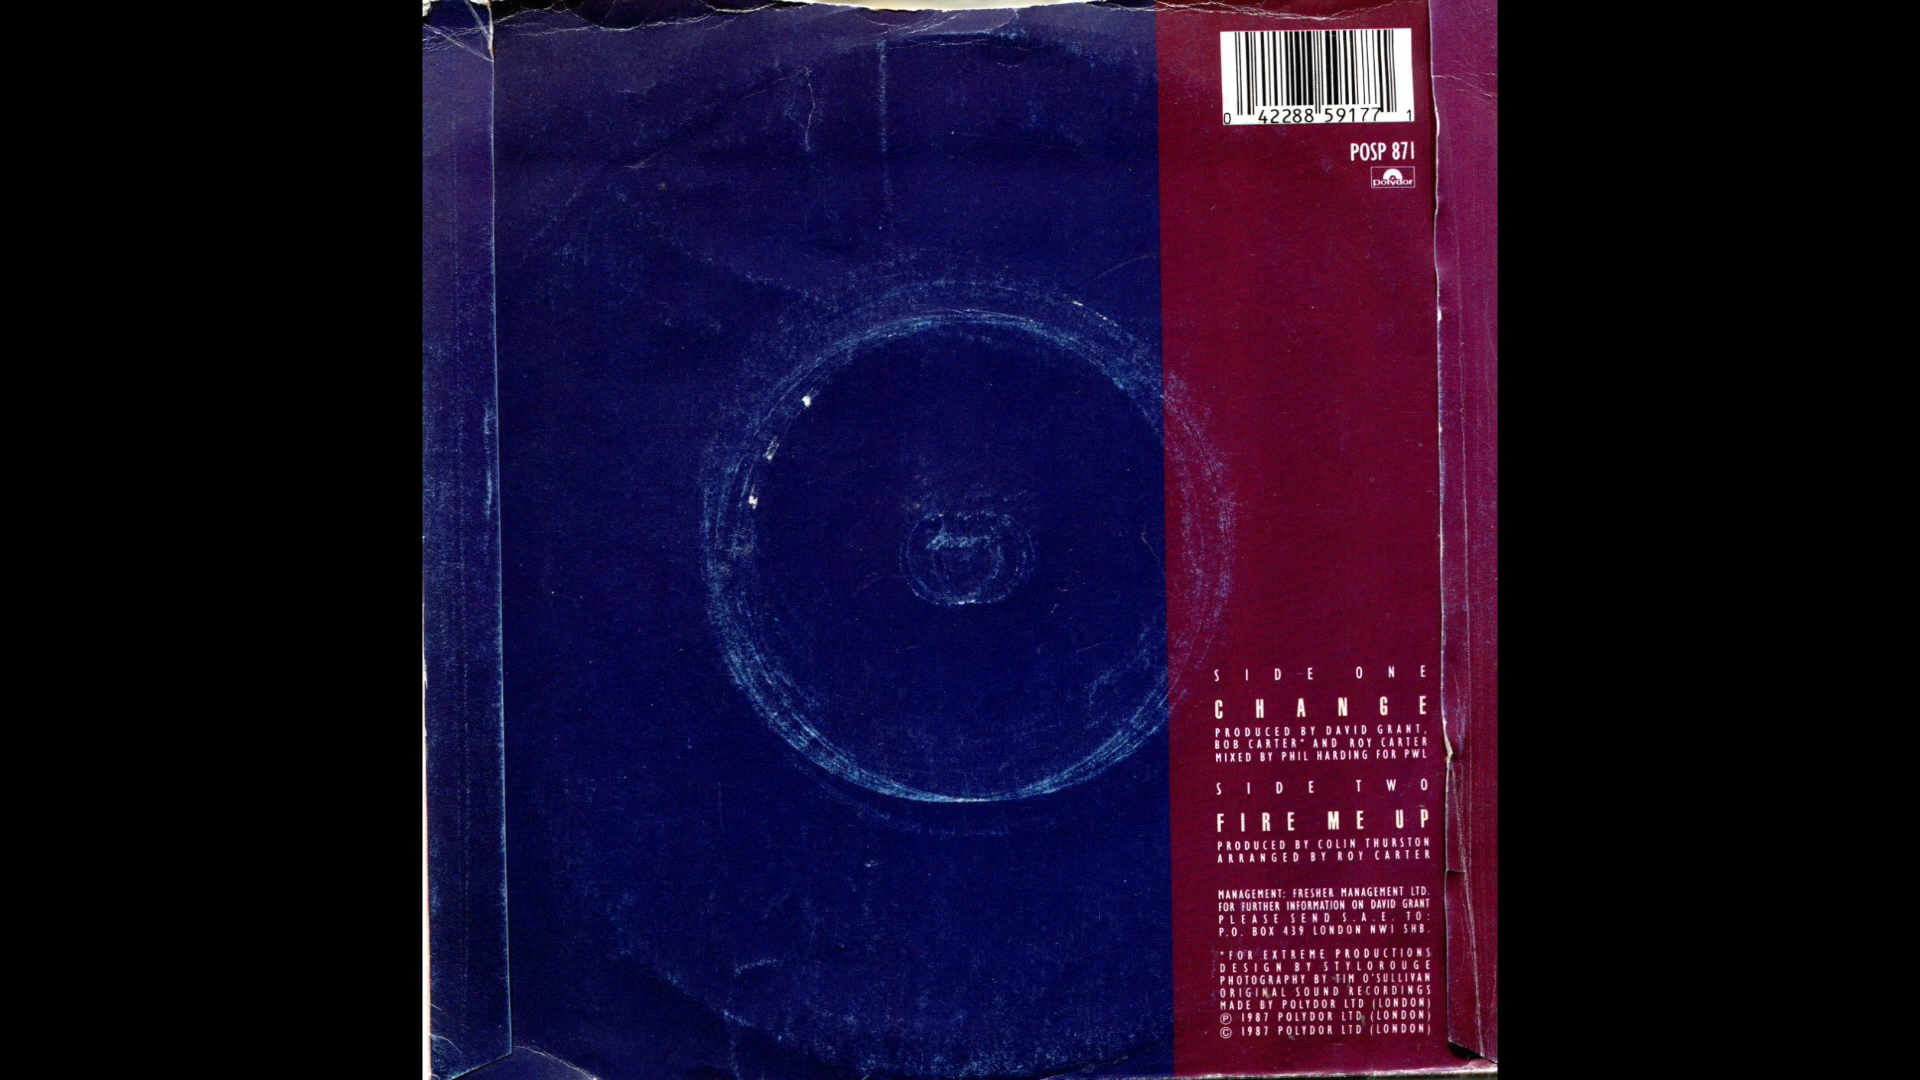 0 42288 59177 1
POSP 871
polydor
SIDE ONE
CHANGE
PRODUCED BY DAVID GRANT,
BOB CARTER* AND ROY CARTER
MIXED BY PHIL HARDING FOR PWL
SIDE TWO
FIRE ME UP
PRODUCED BY COLIN THURSTON
ARRANGED BY ROY CARTER
MANAGEMENT: FRESHER MANAGEMENT LTD.
FOR FURTHER INFORMATION ON DAVID GRANT
PLEASE SEND S.A.E. TO:
P.O. BOX 439 LONDON NW1 5HB.
*FOR EXTREME PRODUCTIONS
DESIGN BY STYLOROUGE
PHOTOGRAPHY BY TIM O'SULLIVAN
ORIGINAL SOUND RECORDINGS
MADE BY POLYDOR LTD (LONDON)
℗ 1987 POLYDOR LTD (LONDON)
© 1987 POLYDOR LTD (LONDON)